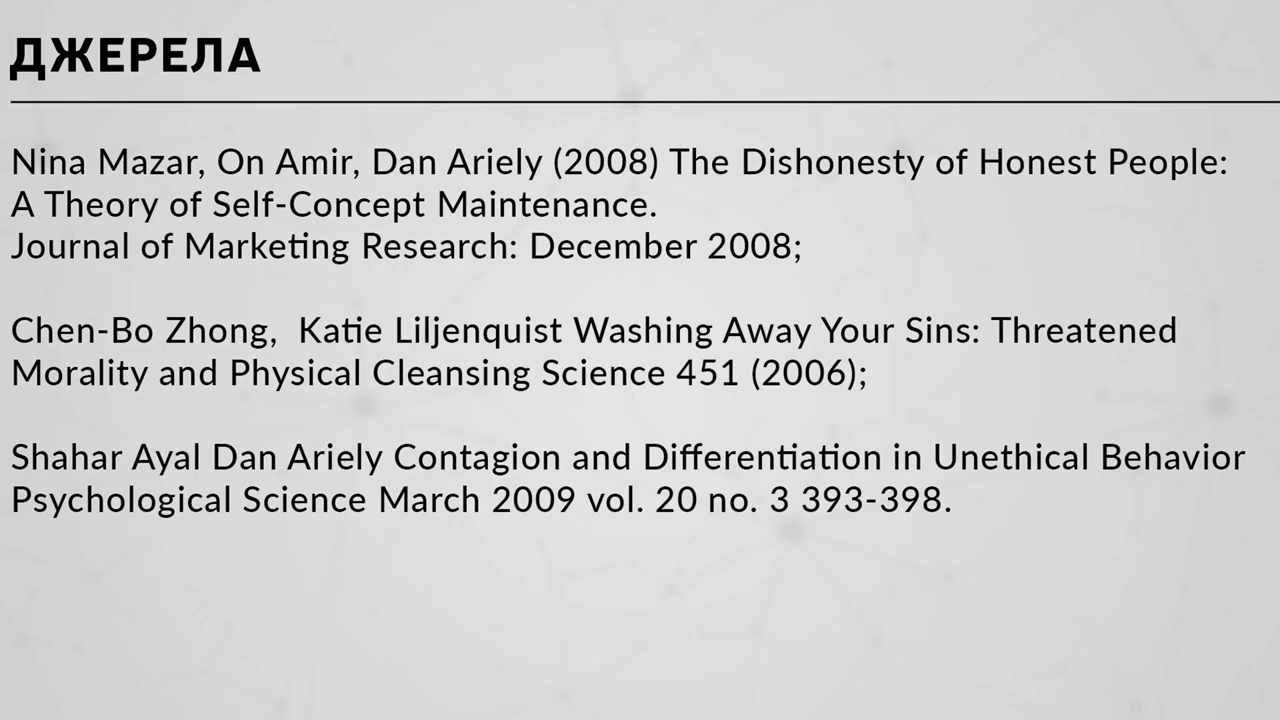 ДЖЕРЕЛА
Nina Mazar, On Amir, Dan Ariely (2008) The Dishonesty of Honest People:
A Theory of Self-Concept Maintenance.
Journal of Marketing Research: December 2008;
Chen-Bo Zhong,  Katie Liljenquist Washing Away Your Sins: Threatened
Morality and Physical Cleansing Science 451 (2006);
Shahar Ayal Dan Ariely Contagion and Differentiation in Unethical Behavior
Psychological Science March 2009 vol. 20 no. 3 393-398.